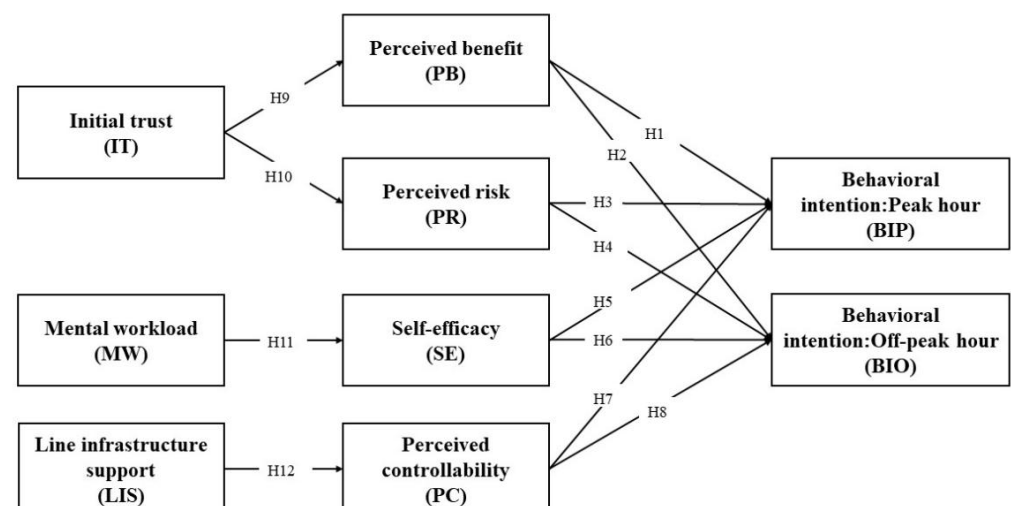 Perceived benefit
(PB)
Initial trust
(IT)
H9
H10
H1
H2
Perceived risk
(PR)
H3
H4
Behavioral
intention:Peak hour
(BIP)
Mental workload
(MW)
H11
Self-efficacy
(SE)
H5
H6
Behavioral
intention:Off-peak hour
(BIO)
H7
H8
Line infrastructure
support
(LIS)
H12
Perceived
controllability
(PC)